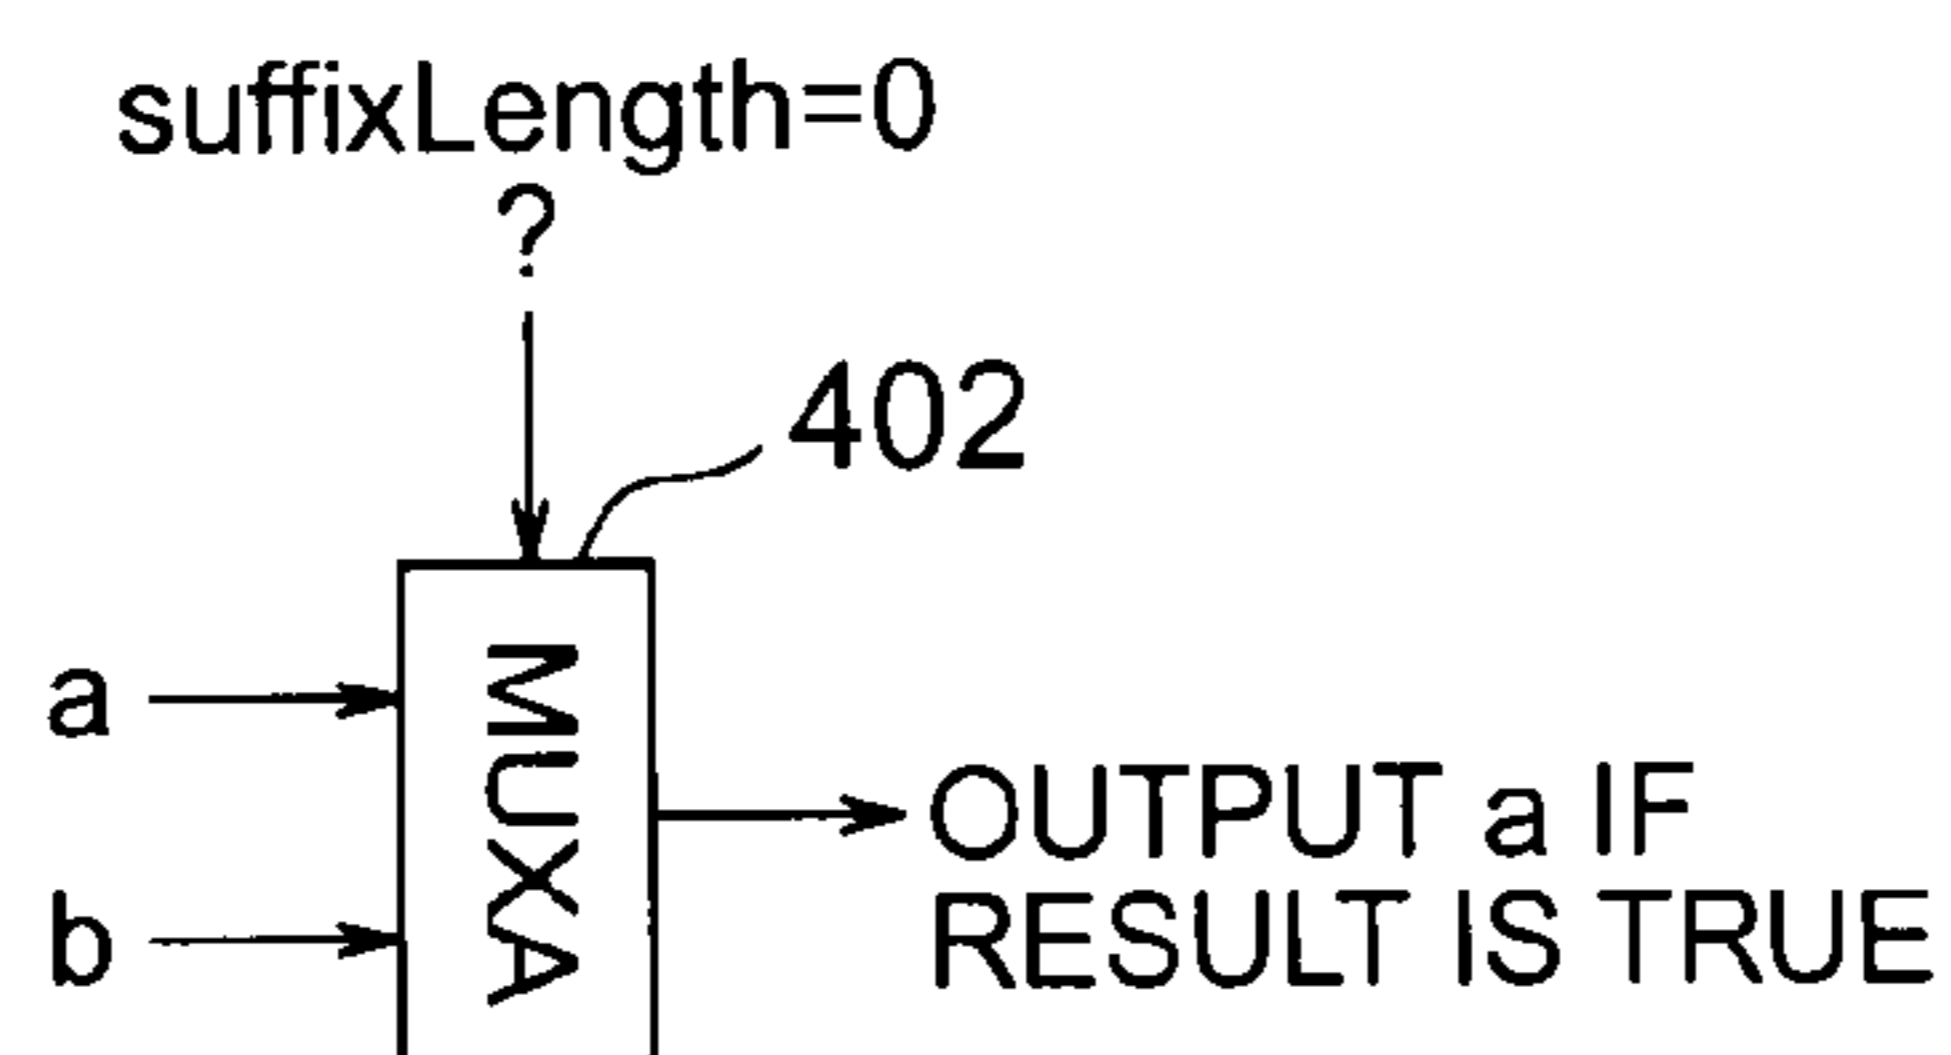 suffixLength=0
?
402
a
MUXA
OUTPUT a IF
RESULT IS TRUE
b